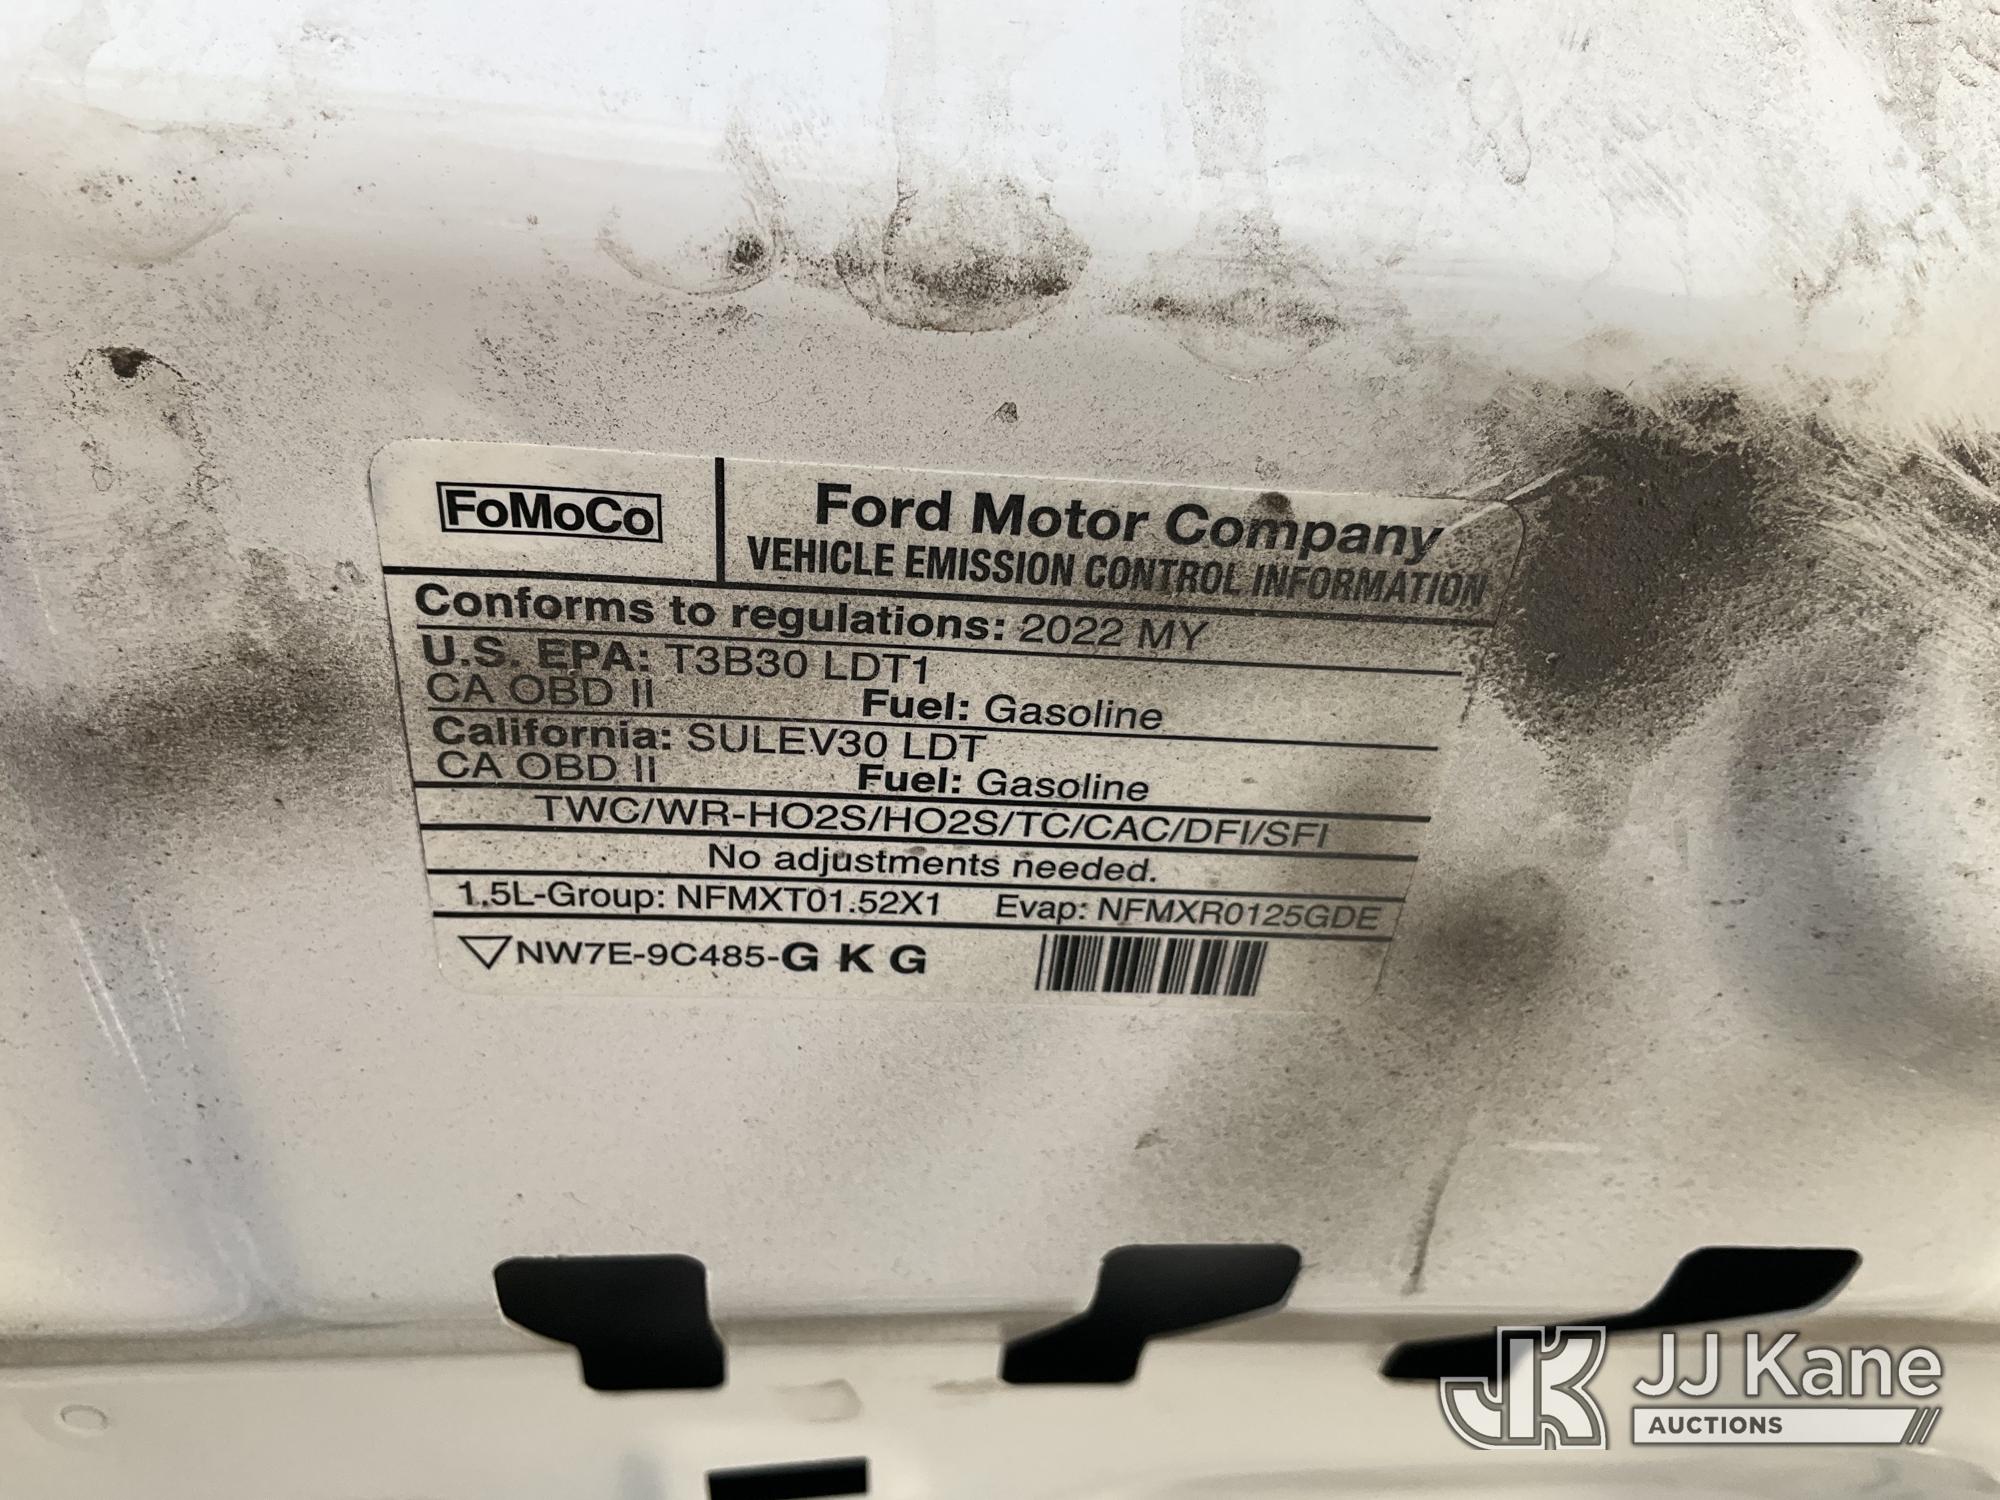 FoMoCo
Ford Motor Company
VEHICLE EMISSION CONTROL INFORMATION
Conforms to regulations: 2022 MY
U.S. EPA: T3B30 LDT1
CA OBD II Fuel: Gasoline
California: SULEV30 LDT
CA OBD II Fuel: Gasoline
TWC/WR-HO2S/HO2S/TC/CAC/DFI/SFI
No adjustments needed.
1.5L-Group: NFMXT01.52X1 Evap: NFMXR0125GDE
NW7E-9C485-G K G
JK JJ Kane
AUCTIONS